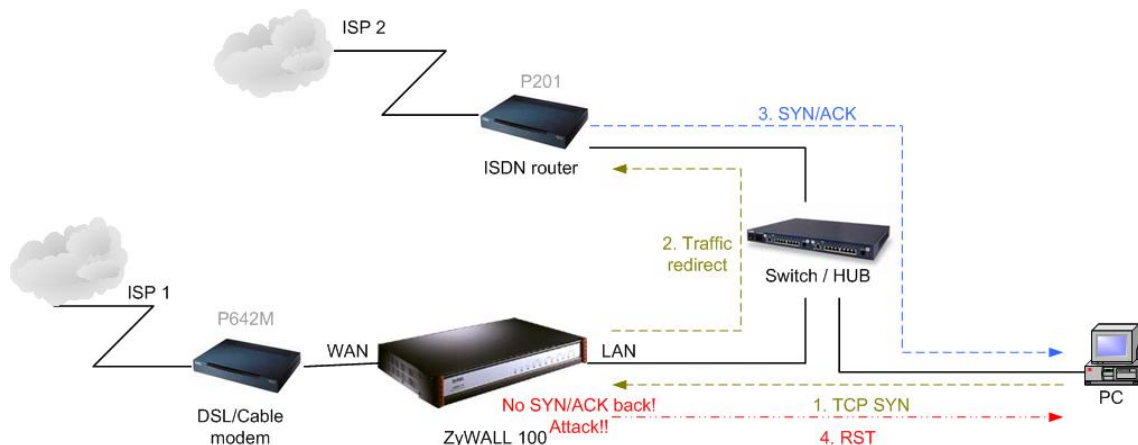 ISP 2
P201
3. SYN/ACK
ISDN router
2. Traffic
redirect
Switch / HUB
ISP 1
P642M
WAN
LAN
DSL/Cable
modem
ZyWALL 100
No SYN/ACK back!
Attack!!
1. TCP SYN
4. RST
PC